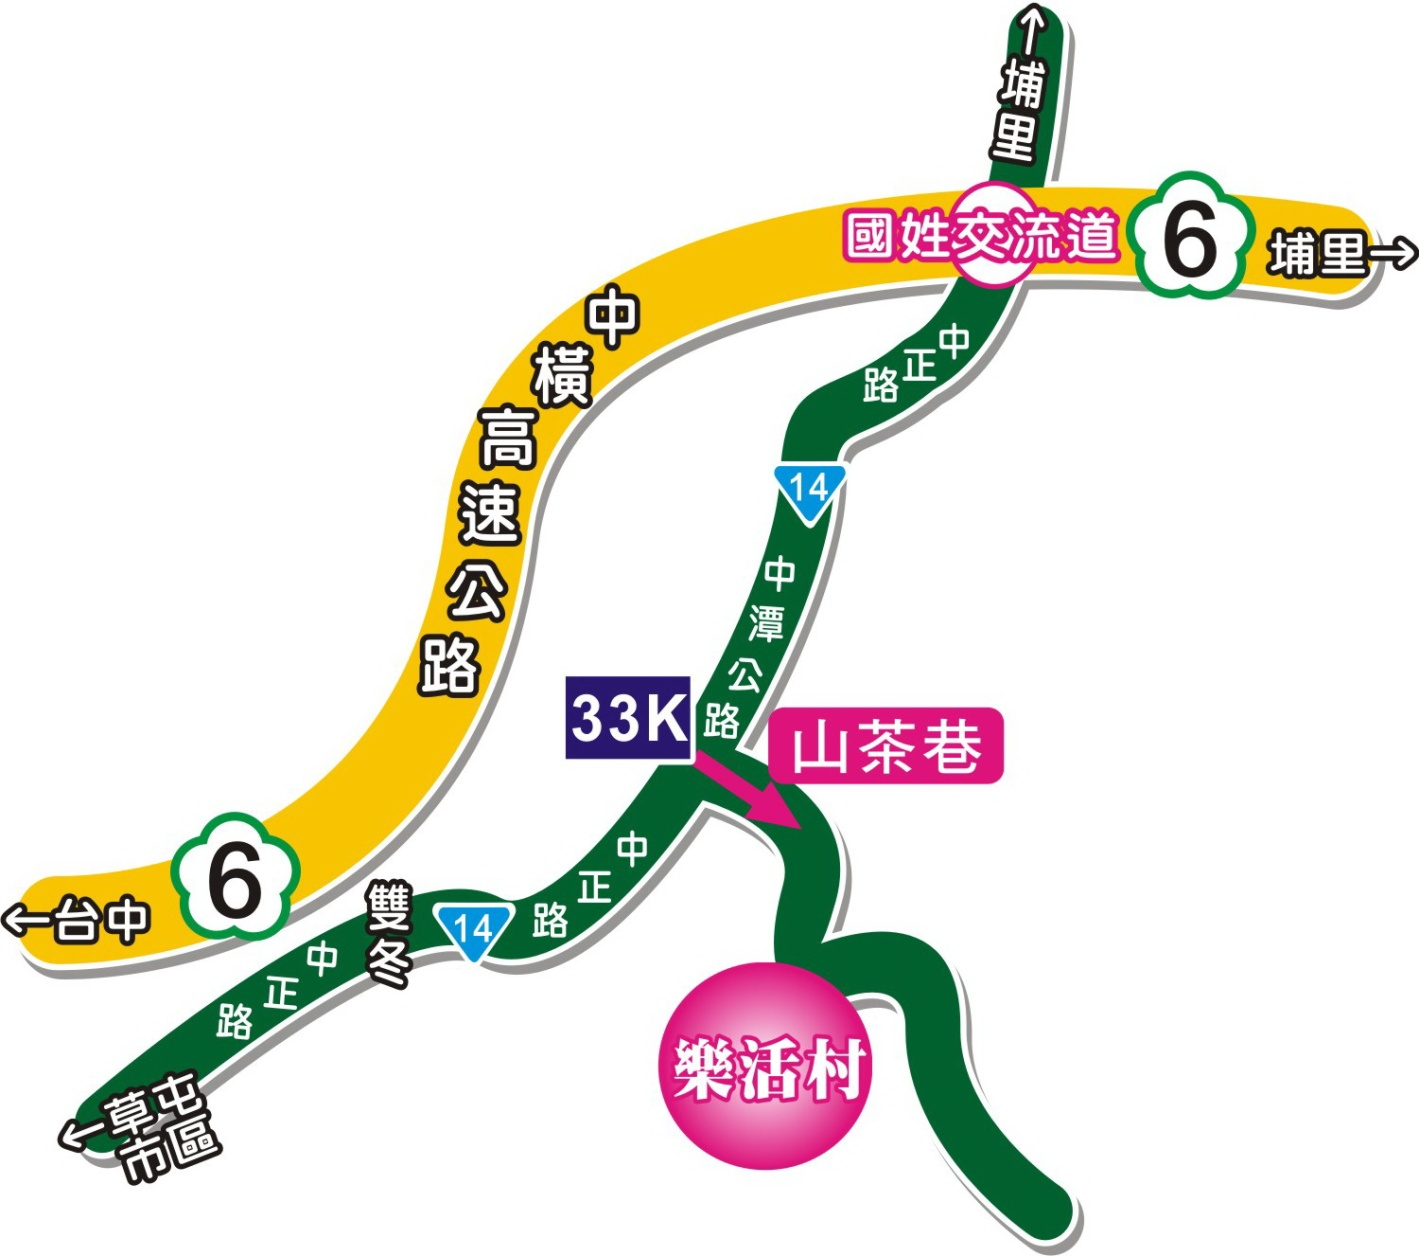 ↑埔里
國姓交流道
6
埔里→
中橫高速公路
中正路
14
中潭公路
33K
山茶巷
中正路
6
←台中
雙冬
14
中正路
樂活村
←草屯
市區